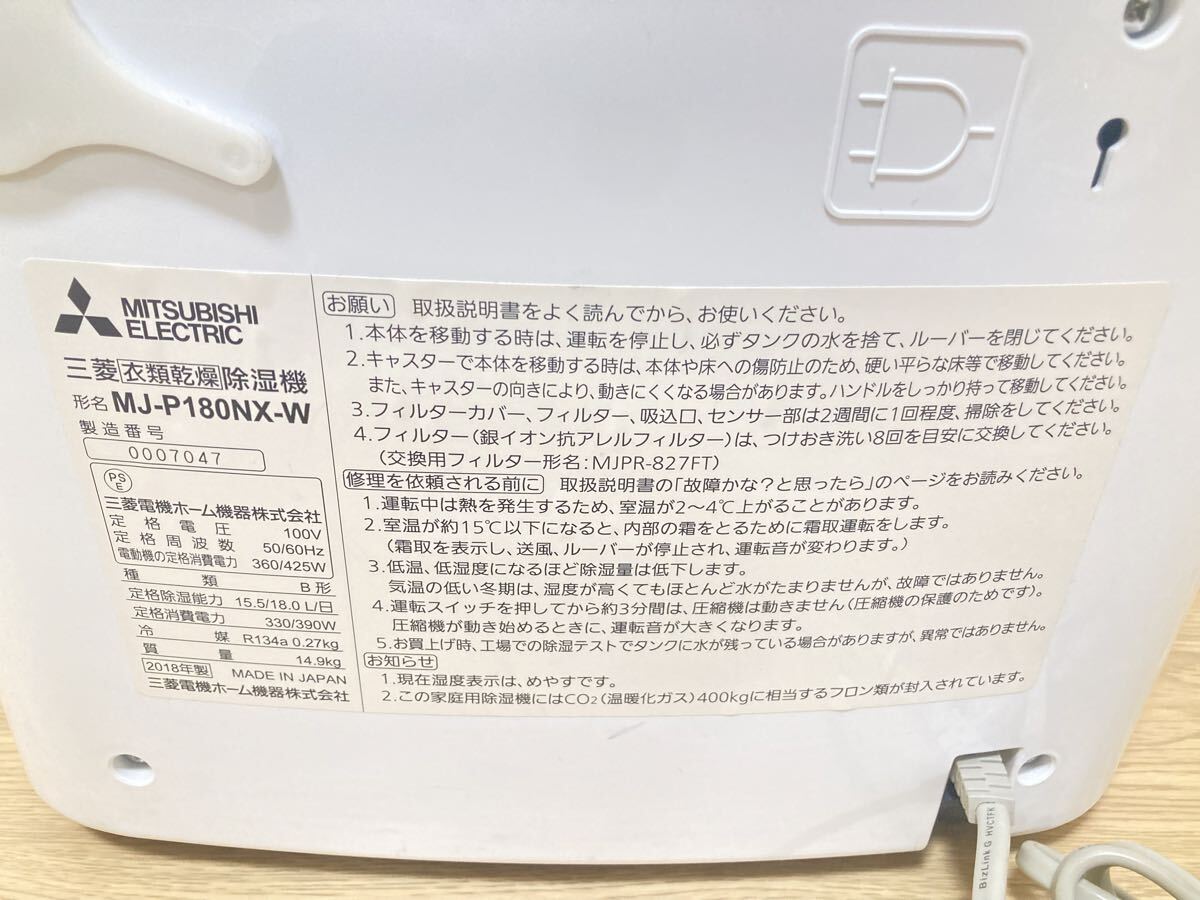 MITSUBISHI
ELECTRIC
三菱衣類乾燥除湿機
形名 MJ-P180NX-W
製造番号
0007047
PS
E
三菱電機ホーム機器株式会社
定格電圧 100V
定格周波数 50/60Hz
電動機の定格消費電力 360/425W
種類 B形
定格除湿能力 15.5/18.0 L/日
定格消費電力 330/390W
冷媒 R134a 0.27kg
質量 14.9kg
2018年製 MADE IN JAPAN
三菱電機ホーム機器株式会社
お願い 取扱説明書をよく読んでから、お使いください。
1.本体を移動する時は、運転を停止し、必ずタンクの水を捨て、ルーバーを閉じてください。
2.キャスターで本体を移動する時は、本体や床への傷防止のため、硬い平らな床等で移動してください。
また、キャスターの向きにより、動きにくくなる場合があります。ハンドルをしっかり持って移動してください。
3.フィルターカバー、フィルター、吸込口、センサー部は2週間に1回程度、掃除をしてください。
4.フィルター(銀イオン抗アレルフィルター)は、つけおき洗い8回を目安に交換してください。
(交換用フィルター形名:MJPR-827FT)
修理を依頼される前に 取扱説明書の「故障かな?と思ったら」のページをお読みください。
1.運転中は熱を発生するため、室温が2〜4℃上がることがあります。
2.室温が約15℃以下になると、内部の霜をとるために霜取運転をします。
(霜取を表示し、送風、ルーバーが停止され、運転音が変わります。)
3.低温、低湿度になるほど除湿量は低下します。
気温の低い冬期は、湿度が高くてもほとんど水がたまりませんが、故障ではありません。
4.運転スイッチを押してから約3分間は、圧縮機は動きません(圧縮機の保護のためです)。
圧縮機が動き始めるときに、運転音が大きくなります。
5.お買上げ時、工場での除湿テストでタンクに水が残っている場合がありますが、異常ではありません。
お知らせ
1.現在湿度表示は、めやすです。
2.この家庭用除湿機にはCO2(温暖化ガス)400kgに相当するフロン類が封入されています。
BizLink G HVCTFK